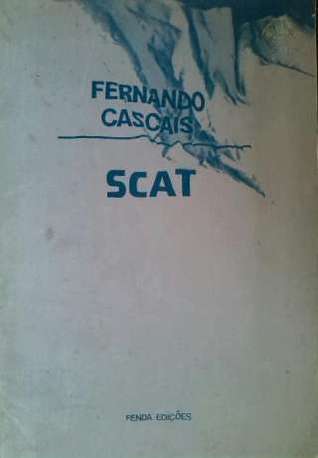 FERNANDO
CASCAIS
SCAT
FENDA EDIÇÕES